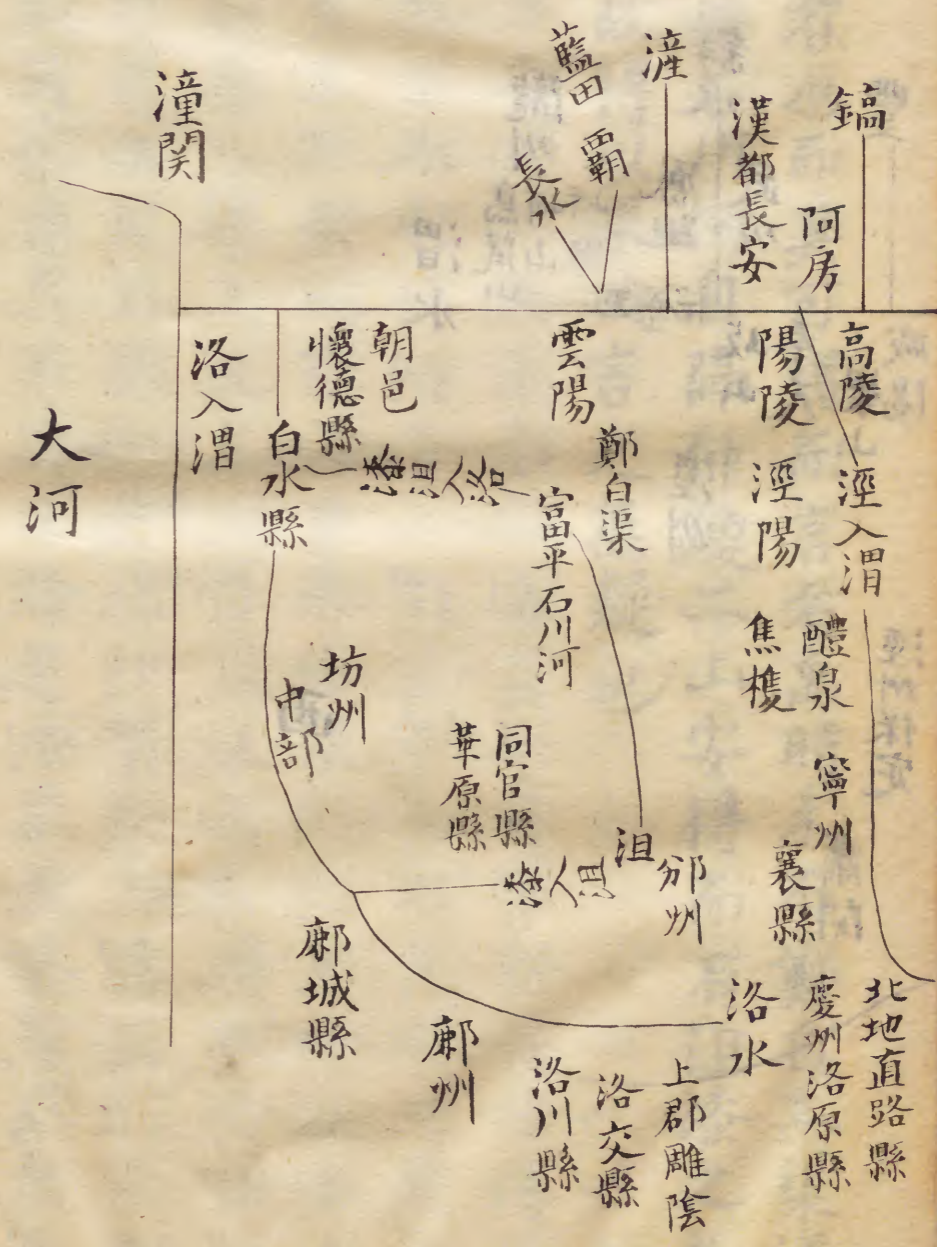 鎬
阿房
漢都長安
滻
霸
藍田
長水
潼関
高陵
涇入渭
陽陵
涇陽
醴泉
焦樓
寧州
襄縣
雲陽
鄭白渠
富平石川河
朝邑
懷德縣
漆沮入洛
白水縣
洛入渭
大河
坊州
中部
同官縣
華原縣
沮
漆入沮
邠州
洛水
北地直路縣
慶州洛原縣
上郡雕陰
洛交縣
洛川縣
鄜州
鄜城縣